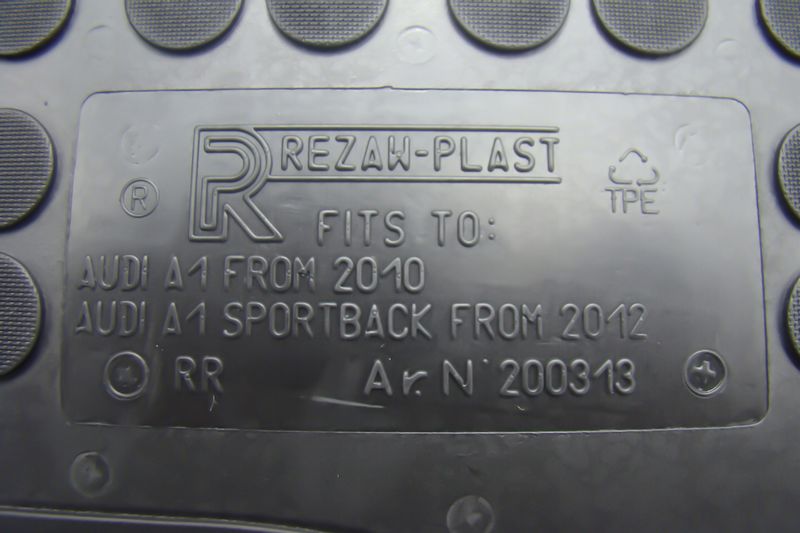 REZAW-PLAST
R
TPE
®
FITS TO:
AUDI A1 FROM 2010
AUDI A1 SPORTBACK FROM 2012
RR Ar. N° 200313